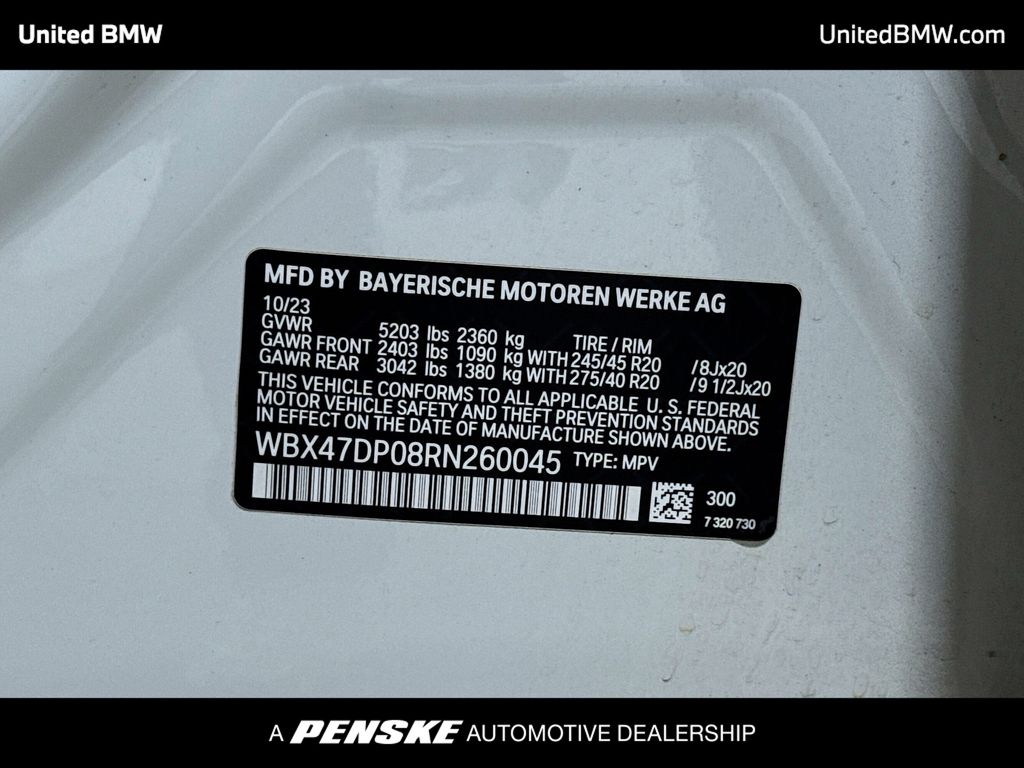 United BMW
UnitedBMW.com
MFD BY BAYERISCHE MOTOREN WERKE AG
10/23
GVWR 5203 lbs 2360 kg TIRE / RIM
GAWR FRONT 2403 lbs 1090 kg WITH 245/45 R20 /8Jx20
GAWR REAR 3042 lbs 1380 kg WITH 275/40 R20 /9 1/2Jx20
THIS VEHICLE CONFORMS TO ALL APPLICABLE U. S. FEDERAL
MOTOR VEHICLE SAFETY AND THEFT PREVENTION STANDARDS
IN EFFECT ON THE DATE OF MANUFACTURE SHOWN ABOVE.
WBX47DP08RN260045 TYPE: MPV
300
7 320 730
A PENSKE AUTOMOTIVE DEALERSHIP